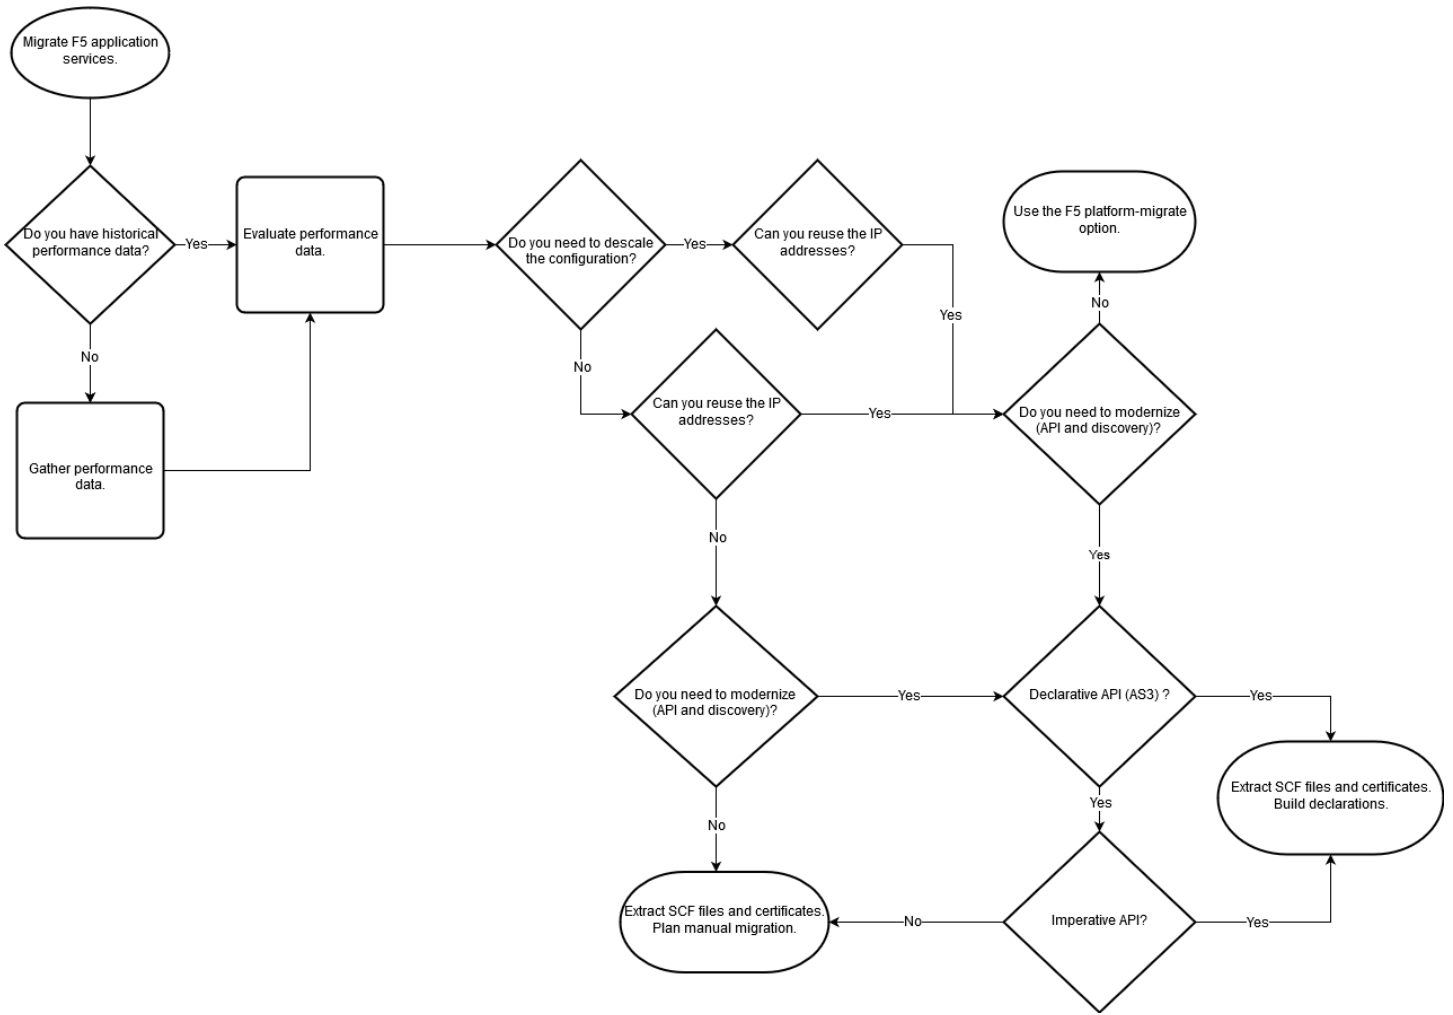 Migrate F5 application
services.
Do you have historical
performance data?
Yes
Evaluate performance
data.
No
Gather performance
data.
Do you need to descale
the configuration?
Yes
Can you reuse the IP
addresses?
Yes
No
Can you reuse the IP
addresses?
Yes
Use the F5 platform-migrate
option.
No
Do you need to modernize
(API and discovery)?
No
Yes
Do you need to modernize
(API and discovery)?
Yes
Declarative API (AS3) ?
Yes
Extract SCF files and certificates.
Build declarations.
Yes
No
Extract SCF files and certificates.
Plan manual migration.
No
Imperative API?
Yes